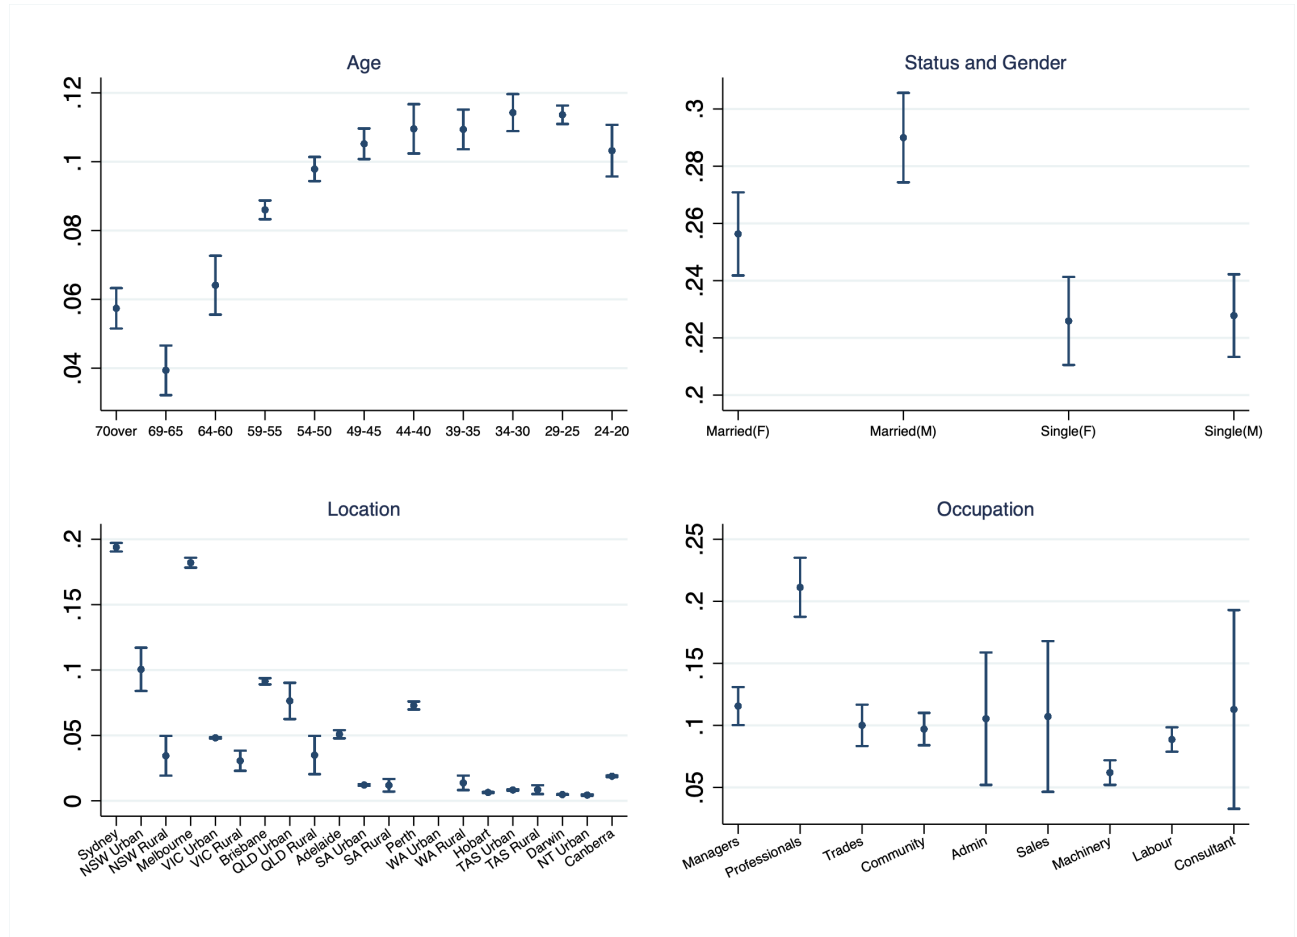 Age
.12
.1
.08
.06
.04
70over 69-65 64-60 59-55 54-50 49-45 44-40 39-35 34-30 29-25 24-20
Status and Gender
.3
.28
.26
.24
.22
.2
Married(F) Married(M) Single(F) Single(M)
Location
.2
.15
.1
.05
0
Sydney NSW Urban NSW Rural Melbourne VIC Urban VIC Rural Brisbane QLD Urban QLD Rural Adelaide SA Urban SA Rural Perth WA Urban WA Rural Hobart TAS Urban TAS Rural Darwin NT Urban Canberra
Occupation
.25
.2
.15
.1
.05
Managers Professionals Trades Community Admin Sales Machinery Labour Consultant